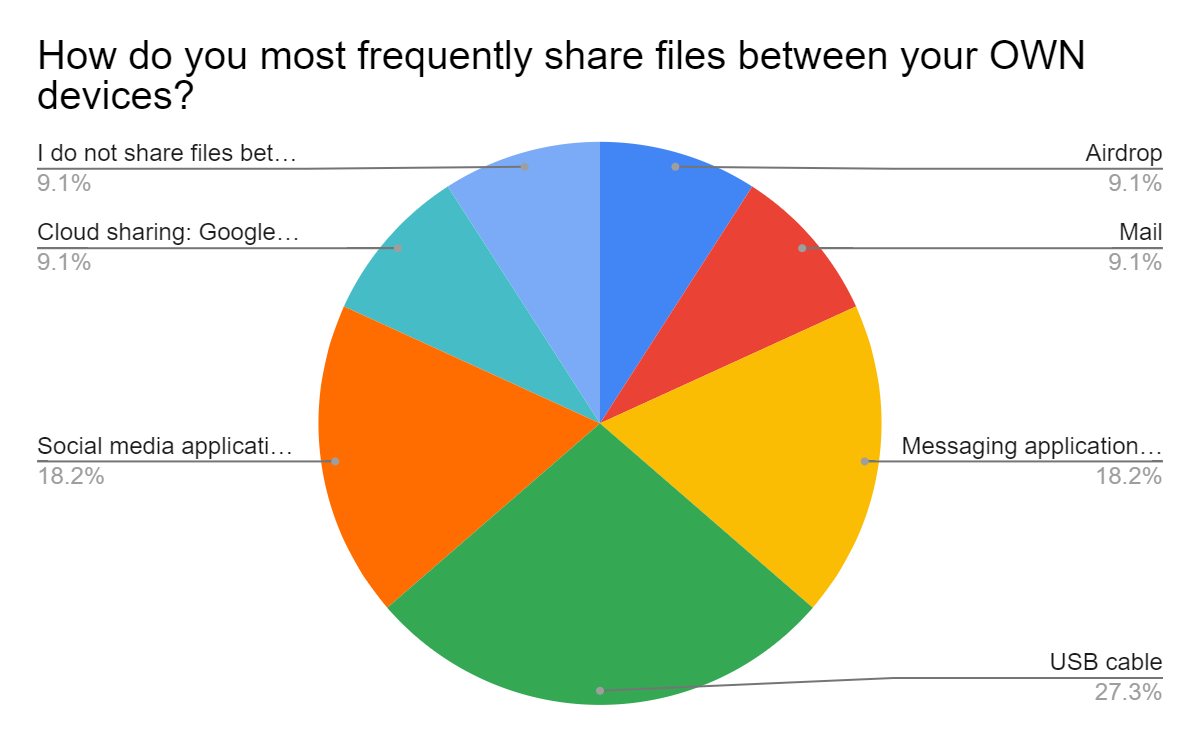 How do you most frequently share files between your OWN
devices?
I do not share files bet…
9.1%
Cloud sharing: Google…
9.1%
Social media applicati…
18.2%
Airdrop
9.1%
Mail
9.1%
Messaging application…
18.2%
USB cable
27.3%